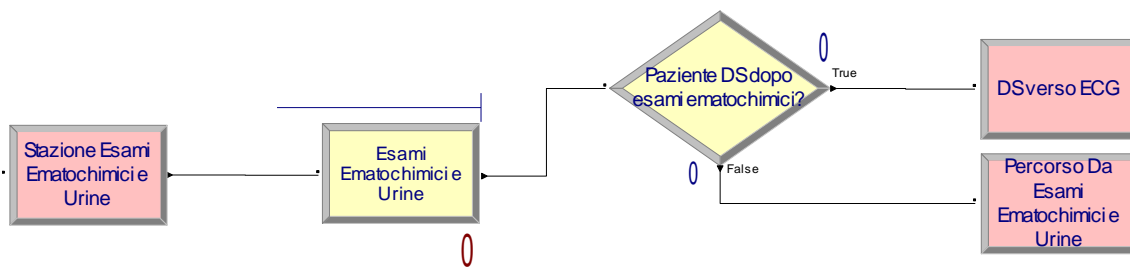 Stazione Esami
Ematochimici e
Urine
Esami
Ematochimici e
Urine
0
Paziente DS dopo
esami ematochimici?
0
True
0
False
DS verso ECG
Percorso Da
Esami
Ematochimici e
Urine